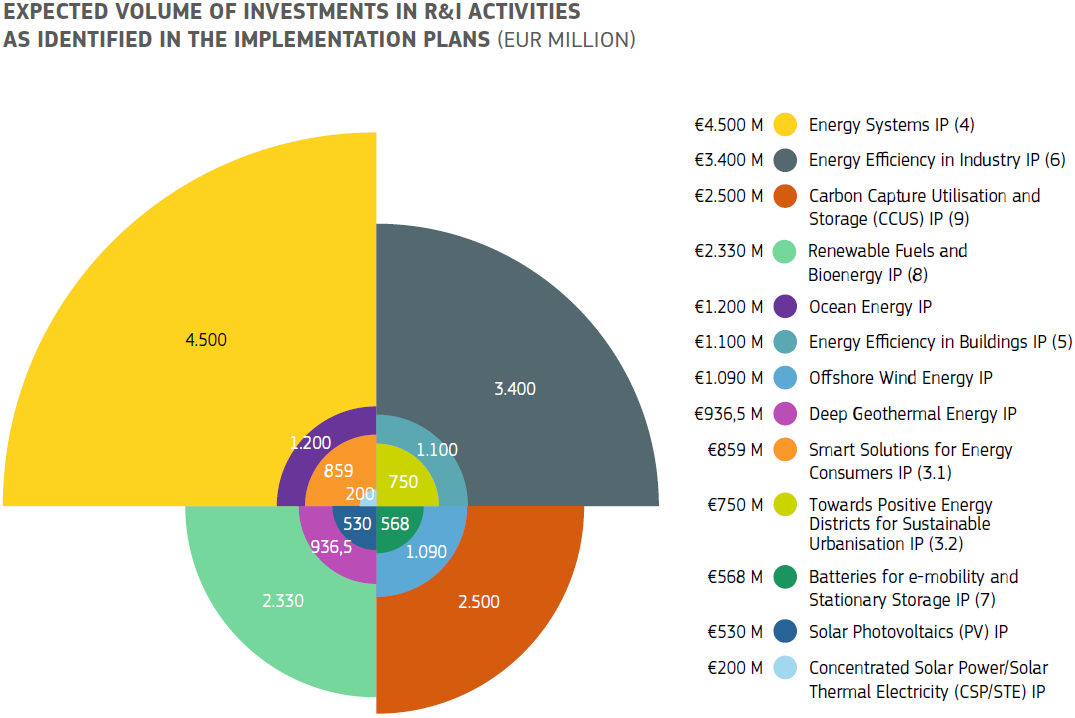 EXPECTED VOLUME OF INVESTMENTS IN R&I ACTIVITIES
AS IDENTIFIED IN THE IMPLEMENTATION PLANS (EUR MILLION)
4.500
3.400
1.200
1.100
859
750
200
530
568
936,5
1.090
2.330
2.500
€4.500 M Energy Systems IP (4)
€3.400 M Energy Efficiency in Industry IP (6)
€2.500 M Carbon Capture Utilisation and
Storage (CCUS) IP (9)
€2.330 M Renewable Fuels and
Bioenergy IP (8)
€1.200 M Ocean Energy IP
€1.100 M Energy Efficiency in Buildings IP (5)
€1.090 M Offshore Wind Energy IP
€936,5 M Deep Geothermal Energy IP
€859 M Smart Solutions for Energy
Consumers IP (3.1)
€750 M Towards Positive Energy
Districts for Sustainable
Urbanisation IP (3.2)
€568 M Batteries for e-mobility and
Stationary Storage IP (7)
€530 M Solar Photovoltaics (PV) IP
€200 M Concentrated Solar Power/Solar
Thermal Electricity (CSP/STE) IP